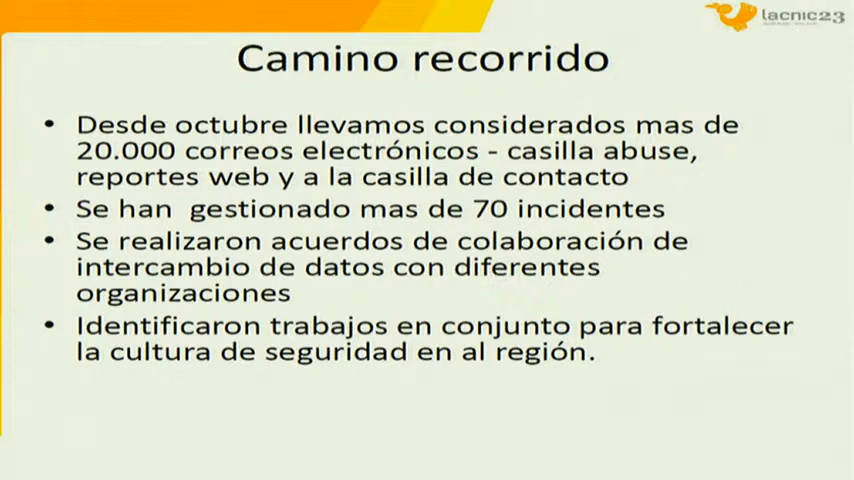 lacnic23
Camino recorrido
• Desde octubre llevamos considerados mas de
20.000 correos electrónicos - casilla abuse,
reportes web y a la casilla de contacto
• Se han  gestionado mas de 70 incidentes
• Se realizaron acuerdos de colaboración de
intercambio de datos con diferentes
organizaciones
• Identificaron trabajos en conjunto para fortalecer
la cultura de seguridad en al región.